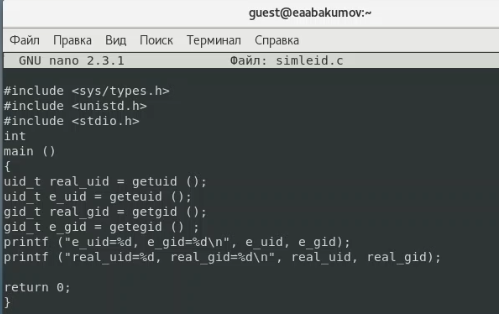 guest@eaabakumov:~
Файл Правка Вид Поиск Терминал Справка
GNU nano 2.3.1 Файл: simleid.c
#include <sys/types.h>
#include <unistd.h>
#include <stdio.h>
int
main ()
{
uid_t real_uid = getuid ();
uid_t e_uid = geteuid ();
gid_t real_gid = getgid ();
gid_t e_gid = getegid () ;
printf ("e_uid=%d, e_gid=%d\n", e_uid, e_gid);
printf ("real_uid=%d, real_gid=%d\n", real_uid, real_gid);
return 0;
}